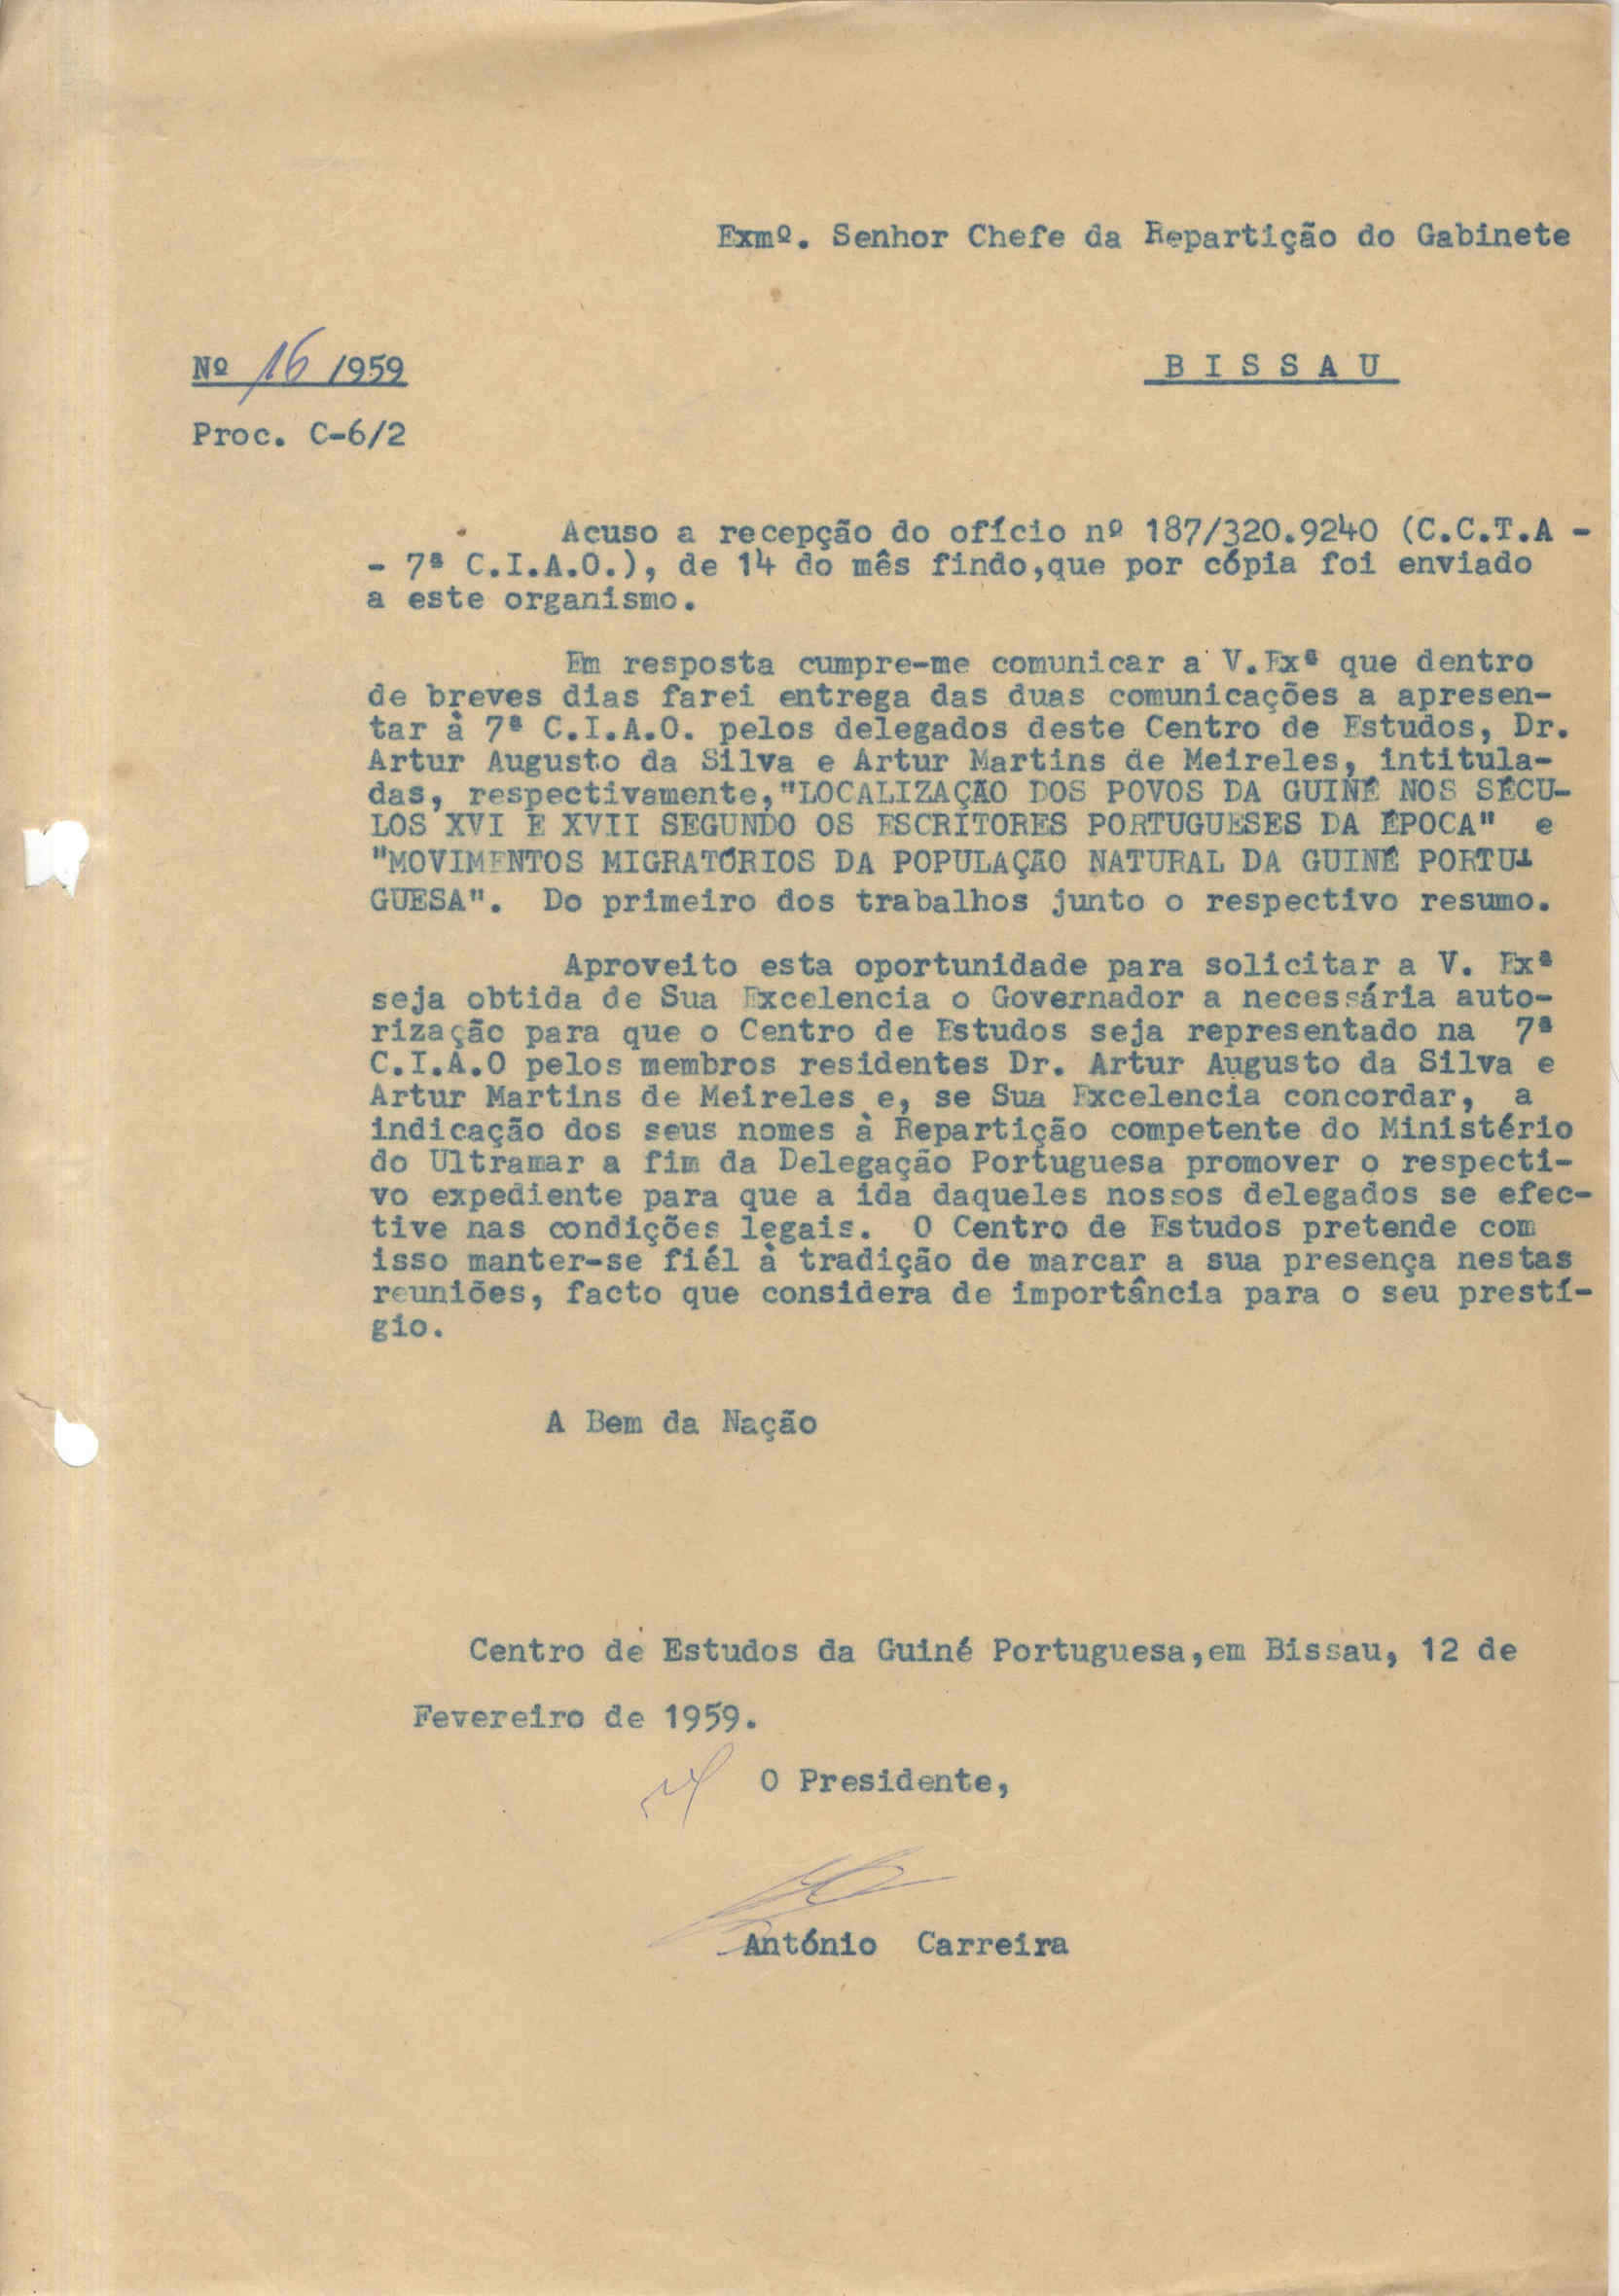 Exmº. Senhor Chefe da Repartição do Gabinete
Nº 16 /1959
B I S S A U
Proc. C-6/2
Acuso a recepção do ofício nº 187/320.9240 (C.C.T.A -
- 7ª C.I.A.O.), de 14 do mês findo,que por cópia foi enviado
a este organismo.
Em resposta cumpre-me comunicar a V.Exª que dentro
de breves dias farei entrega das duas comunicações a apresen-
tar à 7ª C.I.A.O. pelos delegados deste Centro de Estudos, Dr.
Artur Augusto da Silva e Artur Martins de Meireles, intitula-
das, respectivamente,"LOCALIZAÇÃO DOS POVOS DA GUINÉ NOS SÉCU-
LOS XVI E XVII SEGUNDO OS ESCRITORES PORTUGUESES DA ÉPOCA" e
"MOVIMENTOS MIGRATÓRIOS DA POPULAÇÃO NATURAL DA GUINÉ PORTU-
GUESA". Do primeiro dos trabalhos junto o respectivo resumo.
Aproveito esta oportunidade para solicitar a V. Exª
seja obtida de Sua Excelencia o Governador a necessária auto-
rização para que o Centro de Estudos seja representado na 7ª
C.I.A.O pelos membros residentes Dr. Artur Augusto da Silva e
Artur Martins de Meireles e, se Sua Excelencia concordar, a
indicação dos seus nomes à Repartição competente do Ministério
do Ultramar a fim da Delegação Portuguesa promover o respecti-
vo expediente para que a ida daqueles nossos delegados se efec-
tive nas condições legais. O Centro de Estudos pretende com
isso manter-se fiél à tradição de marcar a sua presença nestas
reuniões, facto que considera de importância para o seu prestí-
gio.
A Bem da Nação
Centro de Estudos da Guiné Portuguesa,em Bissau, 12 de
Fevereiro de 1959.
O Presidente,
António Carreira